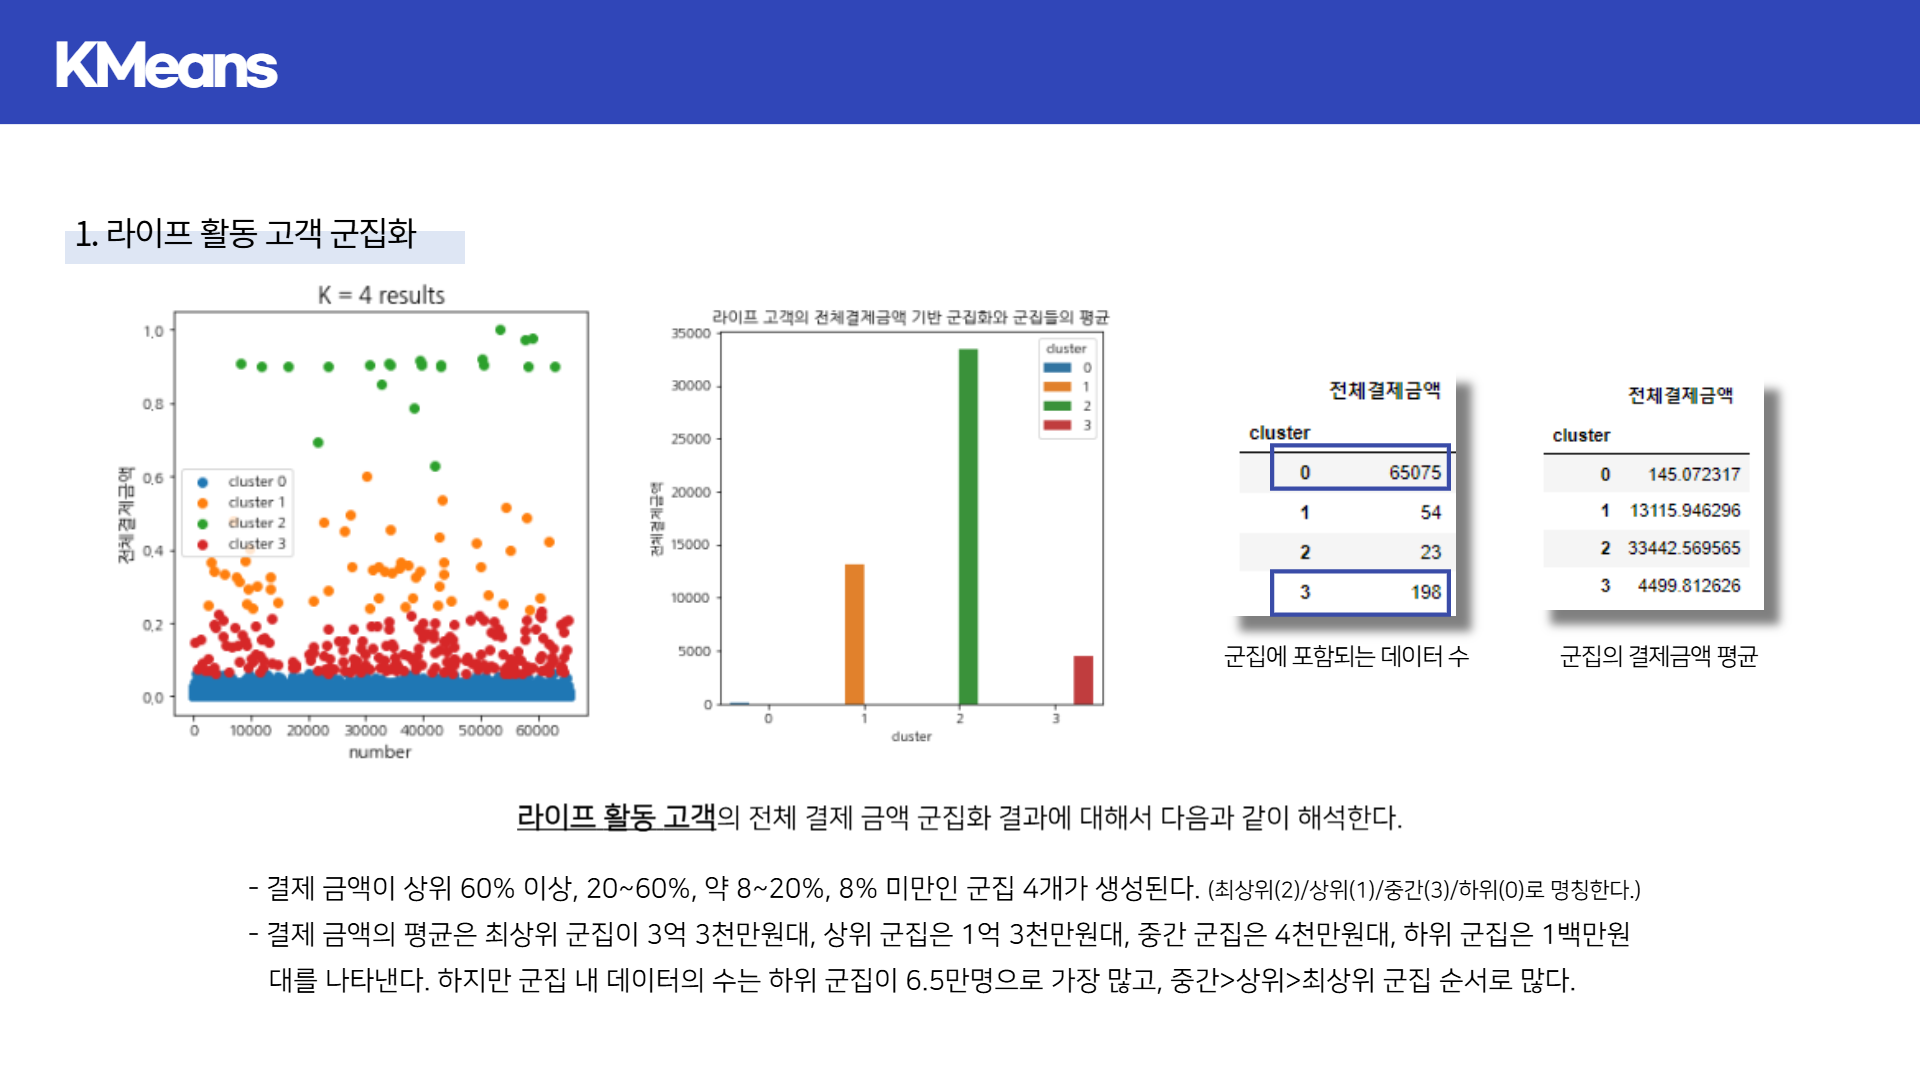 KMeans
1. 라이프 활동 고객 군집화
K = 4 results
1.0
0.8
0.6
0.4
0.2
0.0
전체결제금액
cluster 0
cluster 1
cluster 2
cluster 3
0 10000 20000 30000 40000 50000 60000
number
라이프 고객의 전체결제금액 기반 군집화와 군집들의 평균
35000
30000
25000
20000
15000
10000
5000
0
전체결제금액
cluster
0
1
2
3
0 1 2 3
cluster
전체결제금액
cluster
0 65075
1 54
2 23
3 198
군집에 포함되는 데이터 수
전체결제금액
cluster
0 145.072317
1 13115.946296
2 33442.569565
3 4499.812626
군집의 결제금액 평균
라이프 활동 고객의 전체 결제 금액 군집화 결과에 대해서 다음과 같이 해석한다.
- 결제 금액이 상위 60% 이상, 20~60%, 약 8~20%, 8% 미만인 군집 4개가 생성된다. (최상위(2)/상위(1)/중간(3)/하위(0)로 명칭한다.)
- 결제 금액의 평균은 최상위 군집이 3억 3천만원대, 상위 군집은 1억 3천만원대, 중간 군집은 4천만원대, 하위 군집은 1백만원
대를 나타낸다. 하지만 군집 내 데이터의 수는 하위 군집이 6.5만명으로 가장 많고, 중간>상위>최상위 군집 순서로 많다.